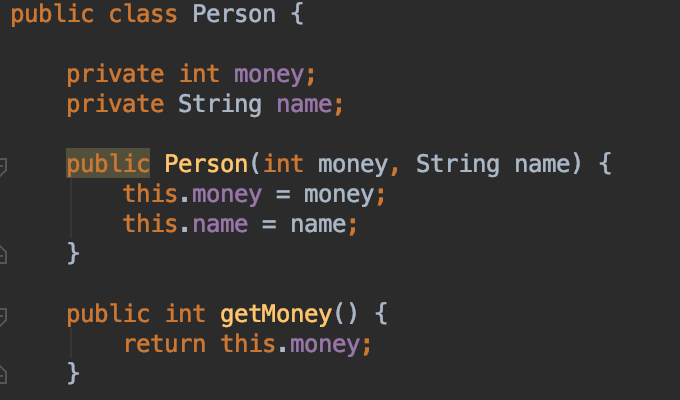 public class Person {
private int money;
private String name;
public Person(int money, String name) {
this.money = money;
this.name = name;
}
public int getMoney() {
return this.money;
}